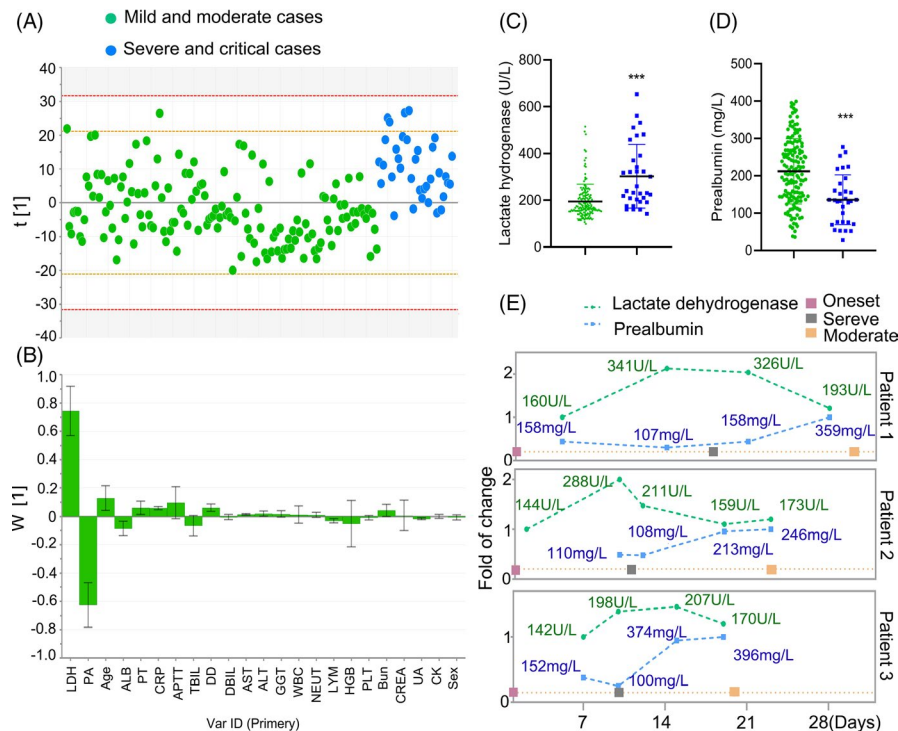 (A)
Mild and moderate cases
Severe and critical cases
40
30
20
10
0
-10
-20
-30
-40
t [1]
(B)
1.0
0.8
0.6
0.4
0.2
0
-0.2
-0.4
-0.6
-0.8
-1.0
W [1]
LDH
PA
Age
ALB
PT
CRP
APTT
TBIL
DD
DBIL
AST
ALT
GGT
WBC
NEUT
LYM
HGB
PLT
Bun
CREA
UA
CK
Sex
Var ID (Primery)
(C)
800
600
400
200
0
Lactate hydrogenase (U/L)
***
(D)
500
400
300
200
100
0
Prealbumin (mg/L)
***
(E)
Lactate dehydrogenase
Prealbumin
Oneset
Sereve
Moderate
Fold of change
2
1
0
160U/L
341U/L
326U/L
193U/L
158mg/L
107mg/L
158mg/L
359mg/L
Patient 1
2
1
0
144U/L
288U/L
211U/L
159U/L
173U/L
110mg/L
108mg/L
213mg/L
246mg/L
Patient 2
1
0
142U/L
198U/L
207U/L
170U/L
152mg/L
100mg/L
374mg/L
396mg/L
Patient 3
7
14
21
28(Days)